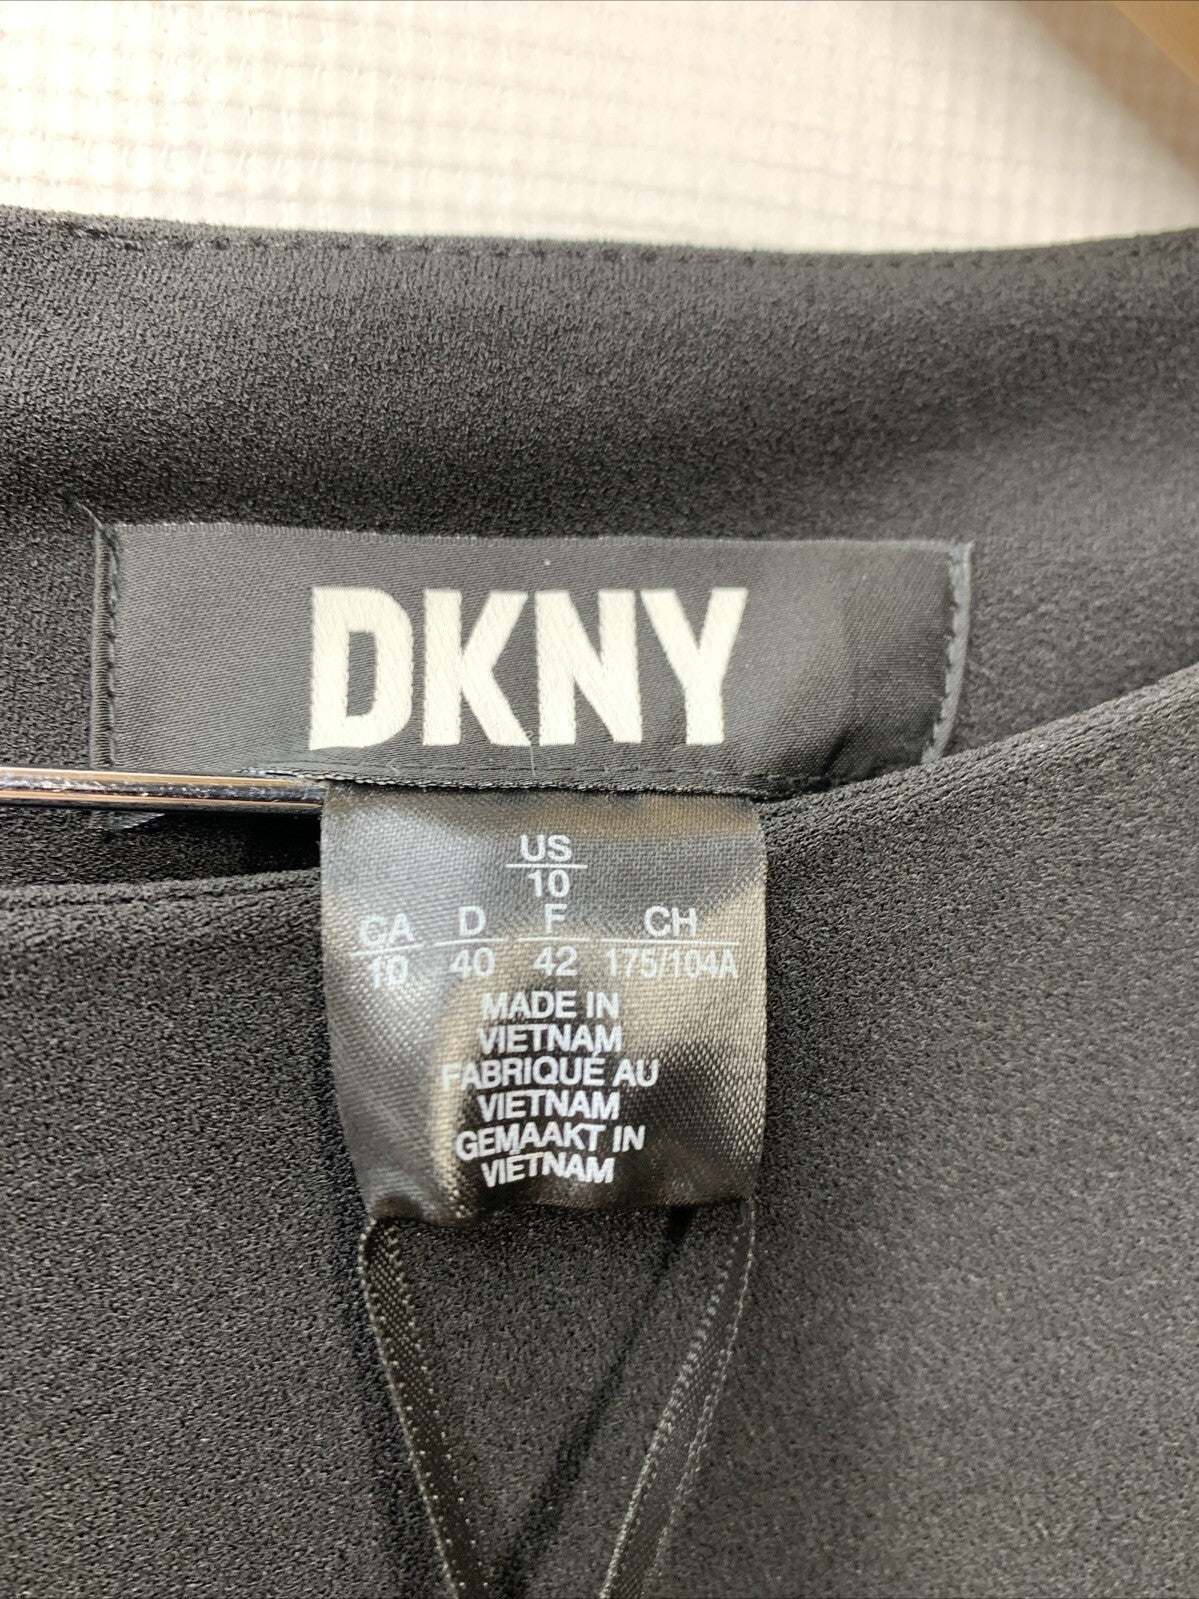 DKNY
US
10
CA D F CH
10 40 42 175/104A
MADE IN
VIETNAM
FABRIQUÉ AU
VIETNAM
GEMAAKT IN
VIETNAM